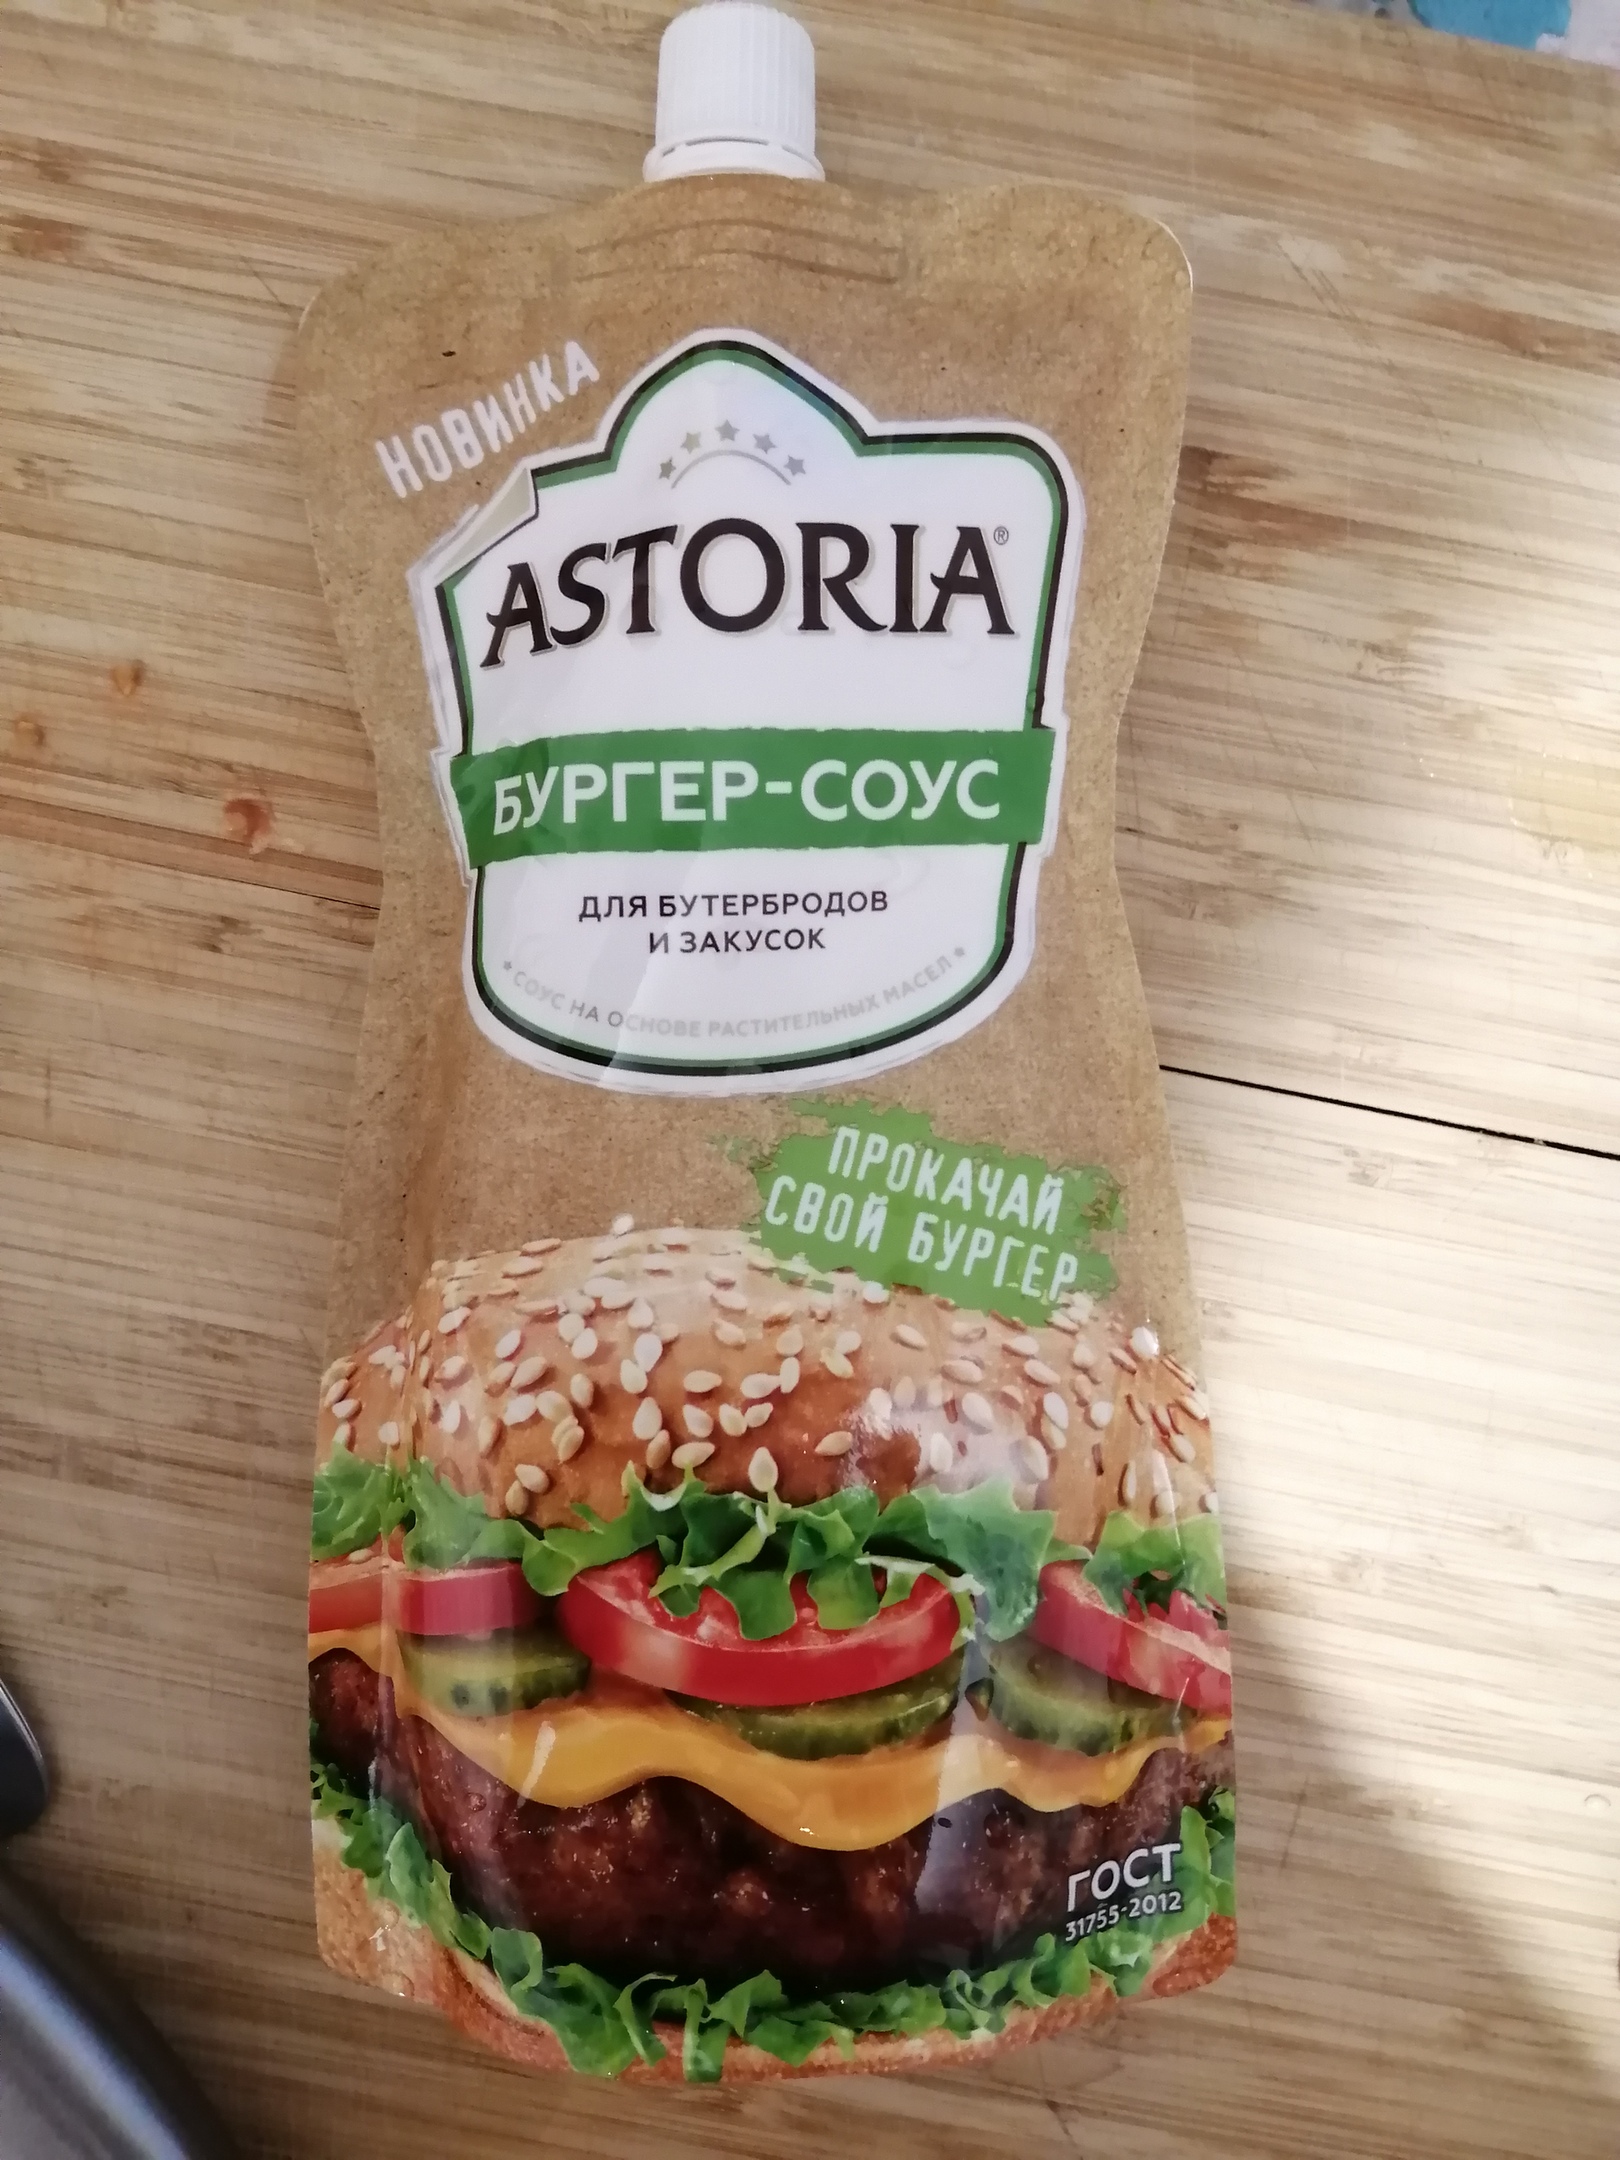 НОВИНКА
ASTORIA®
БУРГЕР-СОУС
ДЛЯ БУТЕРБРОДОВ
И ЗАКУСОК
* СОУС НА ОСНОВЕ РАСТИТЕЛЬНЫХ МАСЕЛ *
ПРОКАЧАЙ
СВОЙ БУРГЕР
ГОСТ
31755-2012